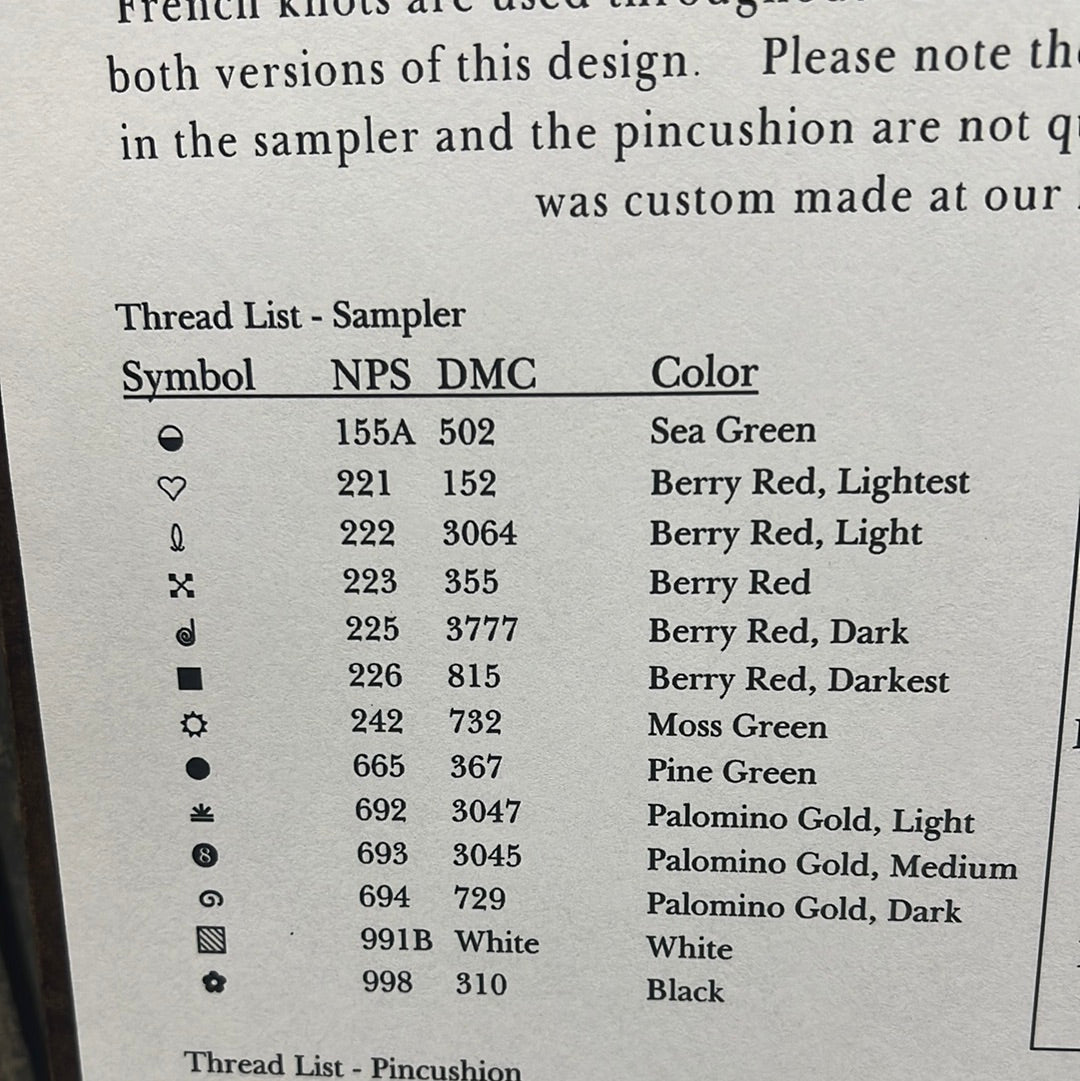 French knots are used
both versions of this design. Please note
in the sampler and the pincushion are not
was custom made at our
Thread List - Sampler
Symbol NPS DMC Color
155A 502 Sea Green
221 152 Berry Red, Lightest
222 3064 Berry Red, Light
223 355 Berry Red
225 3777 Berry Red, Dark
226 815 Berry Red, Darkest
242 732 Moss Green
665 367 Pine Green
692 3047 Palomino Gold, Light
693 3045 Palomino Gold, Medium
694 729 Palomino Gold, Dark
991B White White
998 310 Black
Thread List - Pincushion